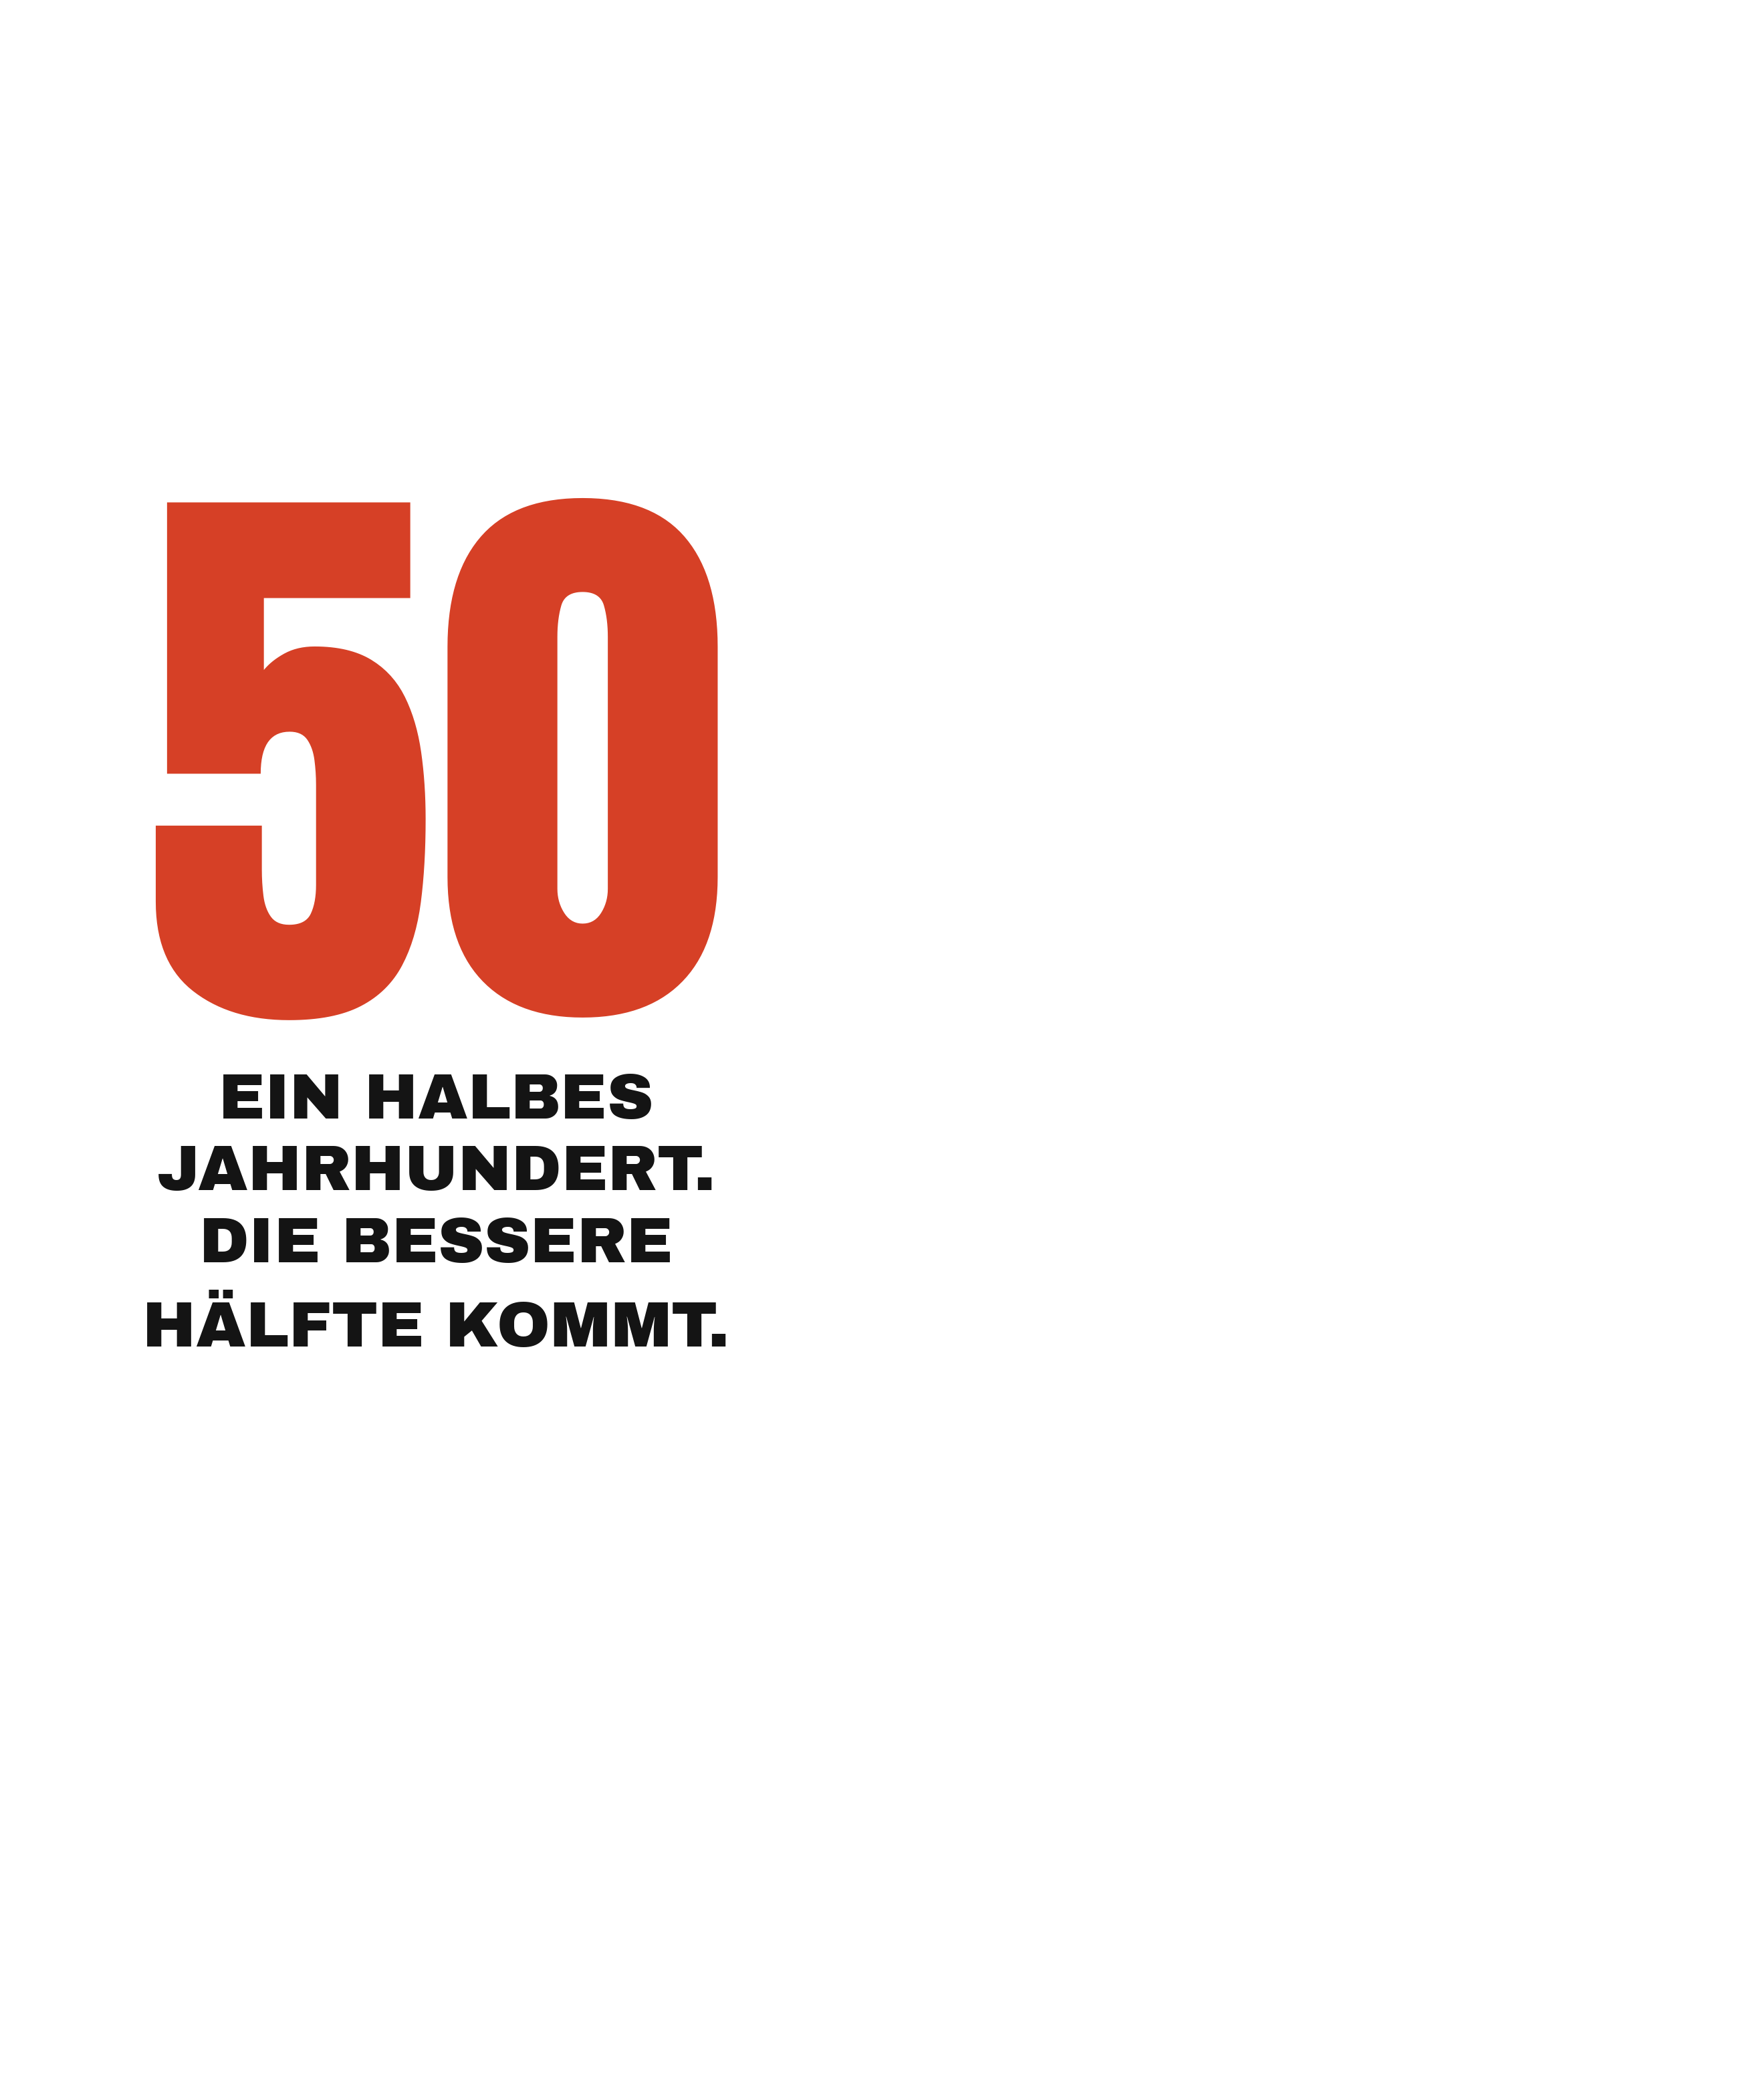 50
EIN HALBES
JAHRHUNDERT.
DIE BESSERE
HÄLFTE KOMMT.